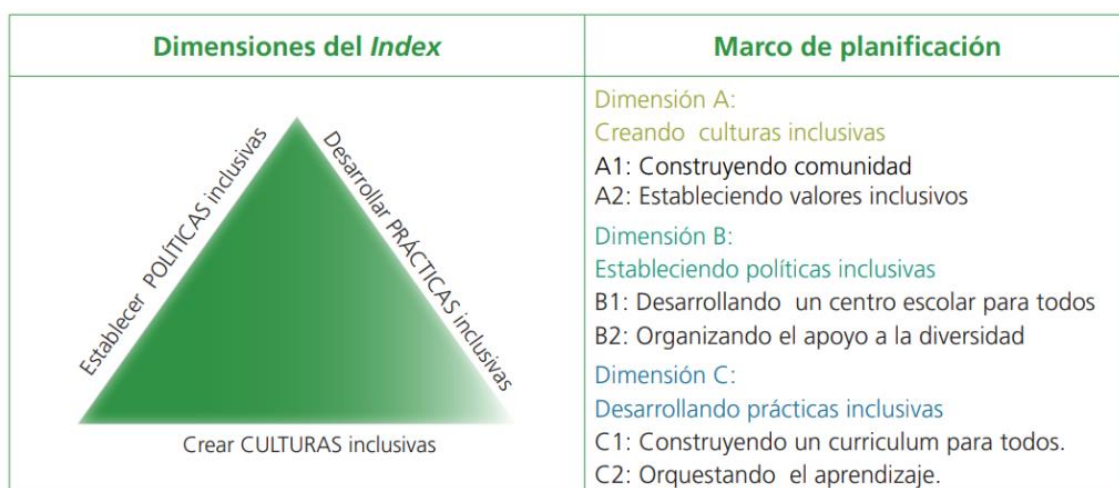 Dimensiones del Index
Establecer POLÍTICAS inclusivas
Desarrollar PRÁCTICAS inclusivas
Crear CULTURAS inclusivas
Marco de planificación
Dimensión A:
Creando culturas inclusivas
A1: Construyendo comunidad
A2: Estableciendo valores inclusivos
Dimensión B:
Estableciendo políticas inclusivas
B1: Desarrollando un centro escolar para todos
B2: Organizando el apoyo a la diversidad
Dimensión C:
Desarrollando prácticas inclusivas
C1: Construyendo un curriculum para todos.
C2: Orquestando el aprendizaje.